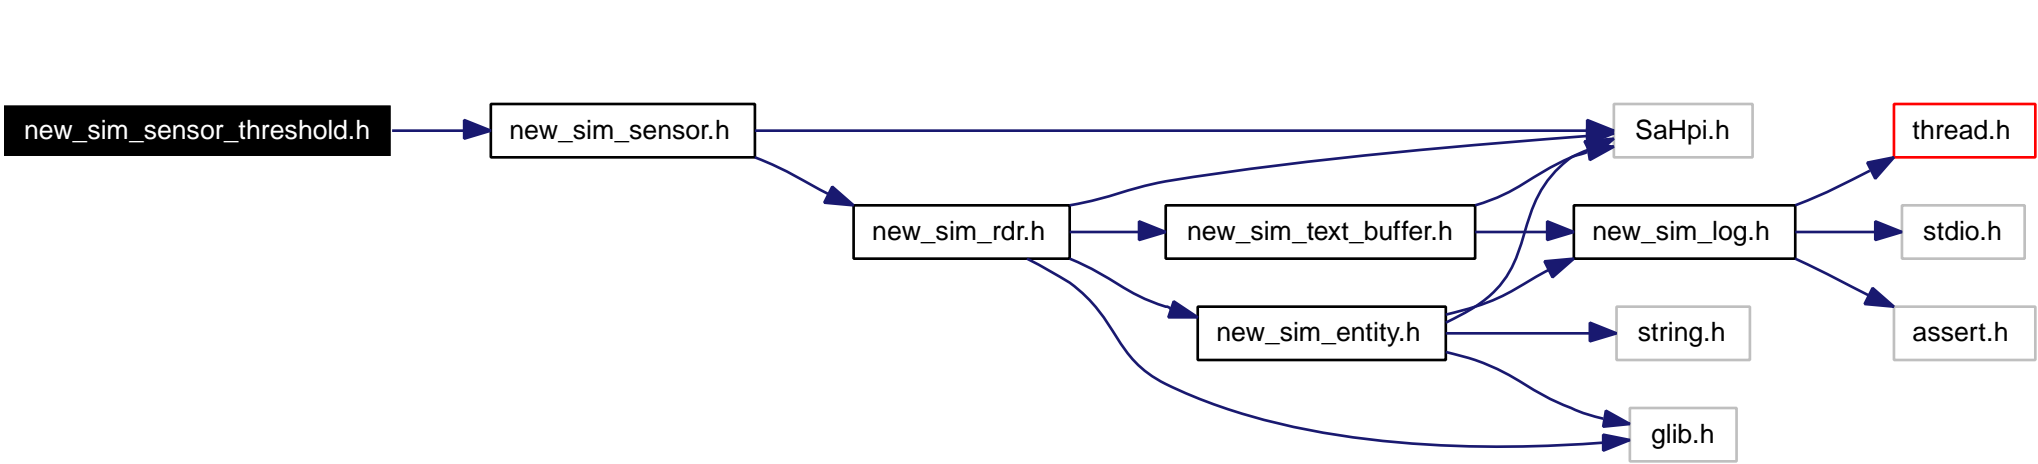 new_sim_sensor_threshold.h
new_sim_sensor.h
SaHpi.h
thread.h
new_sim_rdr.h
new_sim_text_buffer.h
new_sim_log.h
stdio.h
new_sim_entity.h
string.h
assert.h
glib.h